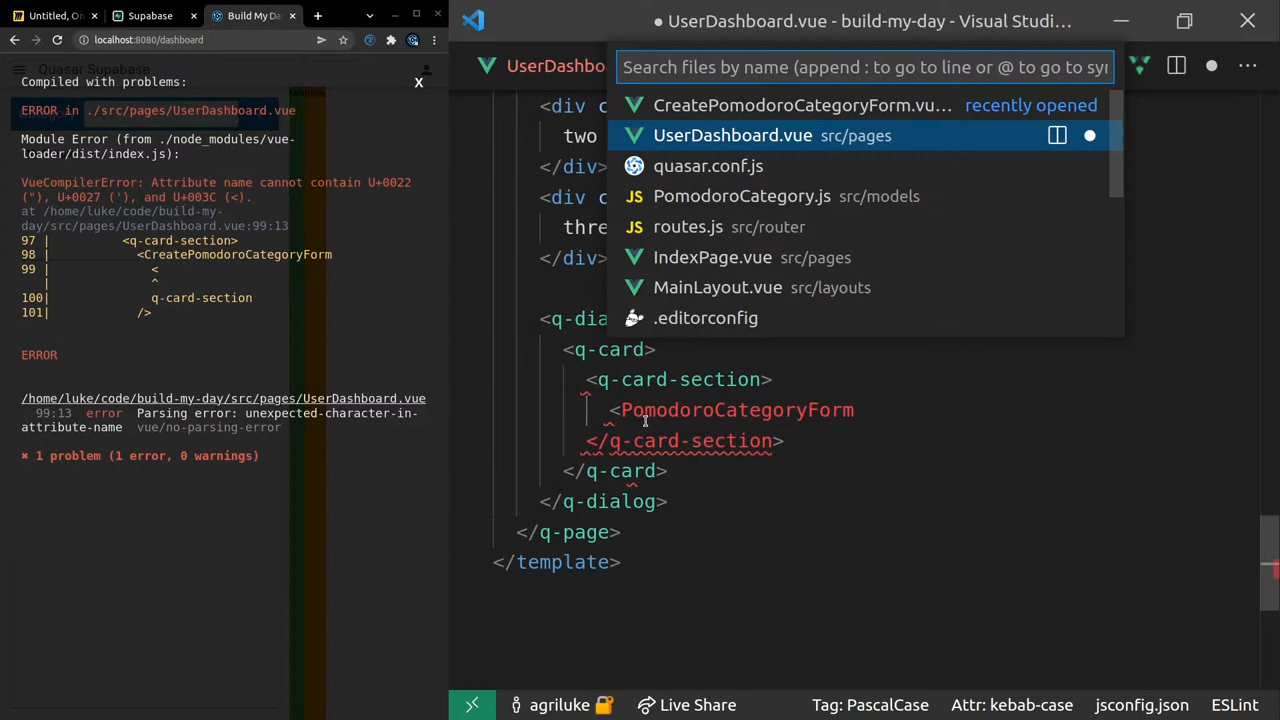 Untitled, On
Supabase
Build My Da
localhost:8080/dashboard
Quasar Supabase
Compiled with problems:
X
ERROR in ./src/pages/UserDashboard.vue
Module Error (from ./node_modules/vue-
loader/dist/index.js):
VueCompilerError: Attribute name cannot contain U+0022
("), U+0027 ('), and U+003C (<).
at /home/luke/code/build-my-
day/src/pages/UserDashboard.vue:99:13
97 | <q-card-section>
98 | <CreatePomodoroCategoryForm
99 | <
| ^
100| q-card-section
101| />
ERROR
/home/luke/code/build-my-day/src/pages/UserDashboard.vue
99:13 error Parsing error: unexpected-character-in-
attribute-name vue/no-parsing-error
✖ 1 problem (1 error, 0 warnings)
● UserDashboard.vue - build-my-day - Visual Studi...
UserDashbo
Search files by name (append : to go to line or @ to go to syr
CreatePomodoroCategoryForm.vu... recently opened
UserDashboard.vue src/pages
quasar.conf.js
PomodoroCategory.js src/models
routes.js src/router
IndexPage.vue src/pages
MainLayout.vue src/layouts
.editorconfig
<div c
two
</div>
<div c
thre
</div>
<q-dia
<q-card>
<q-card-section>
<PomodoroCategoryForm
</q-card-section>
</q-card>
</q-dialog>
</q-page>
</template>
agriluke
Live Share
Tag: PascalCase
Attr: kebab-case
jsconfig.json
ESLint